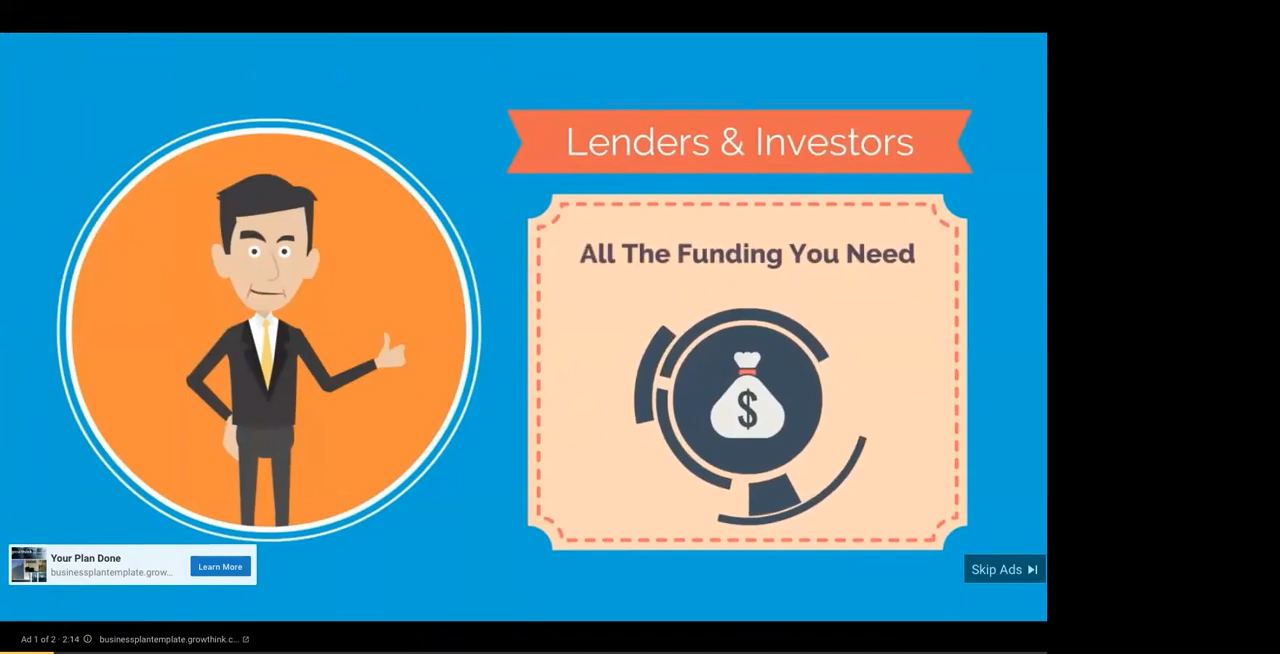 Lenders & Investors
All The Funding You Need
$
Your Plan Done
businessplantemplate.grow...
Learn More
Skip Ads
Ad 1 of 2 · 2:14
businessplantemplate.growthink.c...